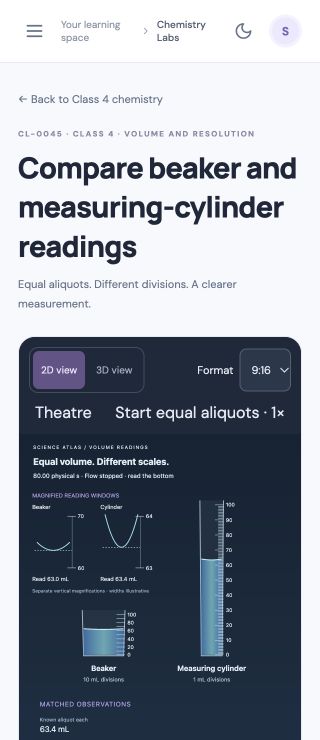 Your learning space
Chemistry Labs
S
← Back to Class 4 chemistry
CL-0045 · CLASS 4 · VOLUME AND RESOLUTION
Compare beaker and
measuring-cylinder
readings
Equal aliquots. Different divisions. A clearer
measurement.
2D view
3D view
Format
9:16
Theatre
Start equal aliquots · 1×
SCIENCE ATLAS / VOLUME READINGS
Equal volume. Different scales.
80.00 physical s · Flow stopped · read the bottom
MAGNIFIED READING WINDOWS
Beaker
Cylinder
70
60
64
63
Read 63.0 mL
Read 63.4 mL
Separate vertical magnifications · widths illustrative
100
80
60
40
20
0
100
90
80
70
60
50
40
30
20
10
0
Beaker
10 mL divisions
Measuring cylinder
1 mL divisions
MATCHED OBSERVATIONS
Known aliquot each
63.4 mL